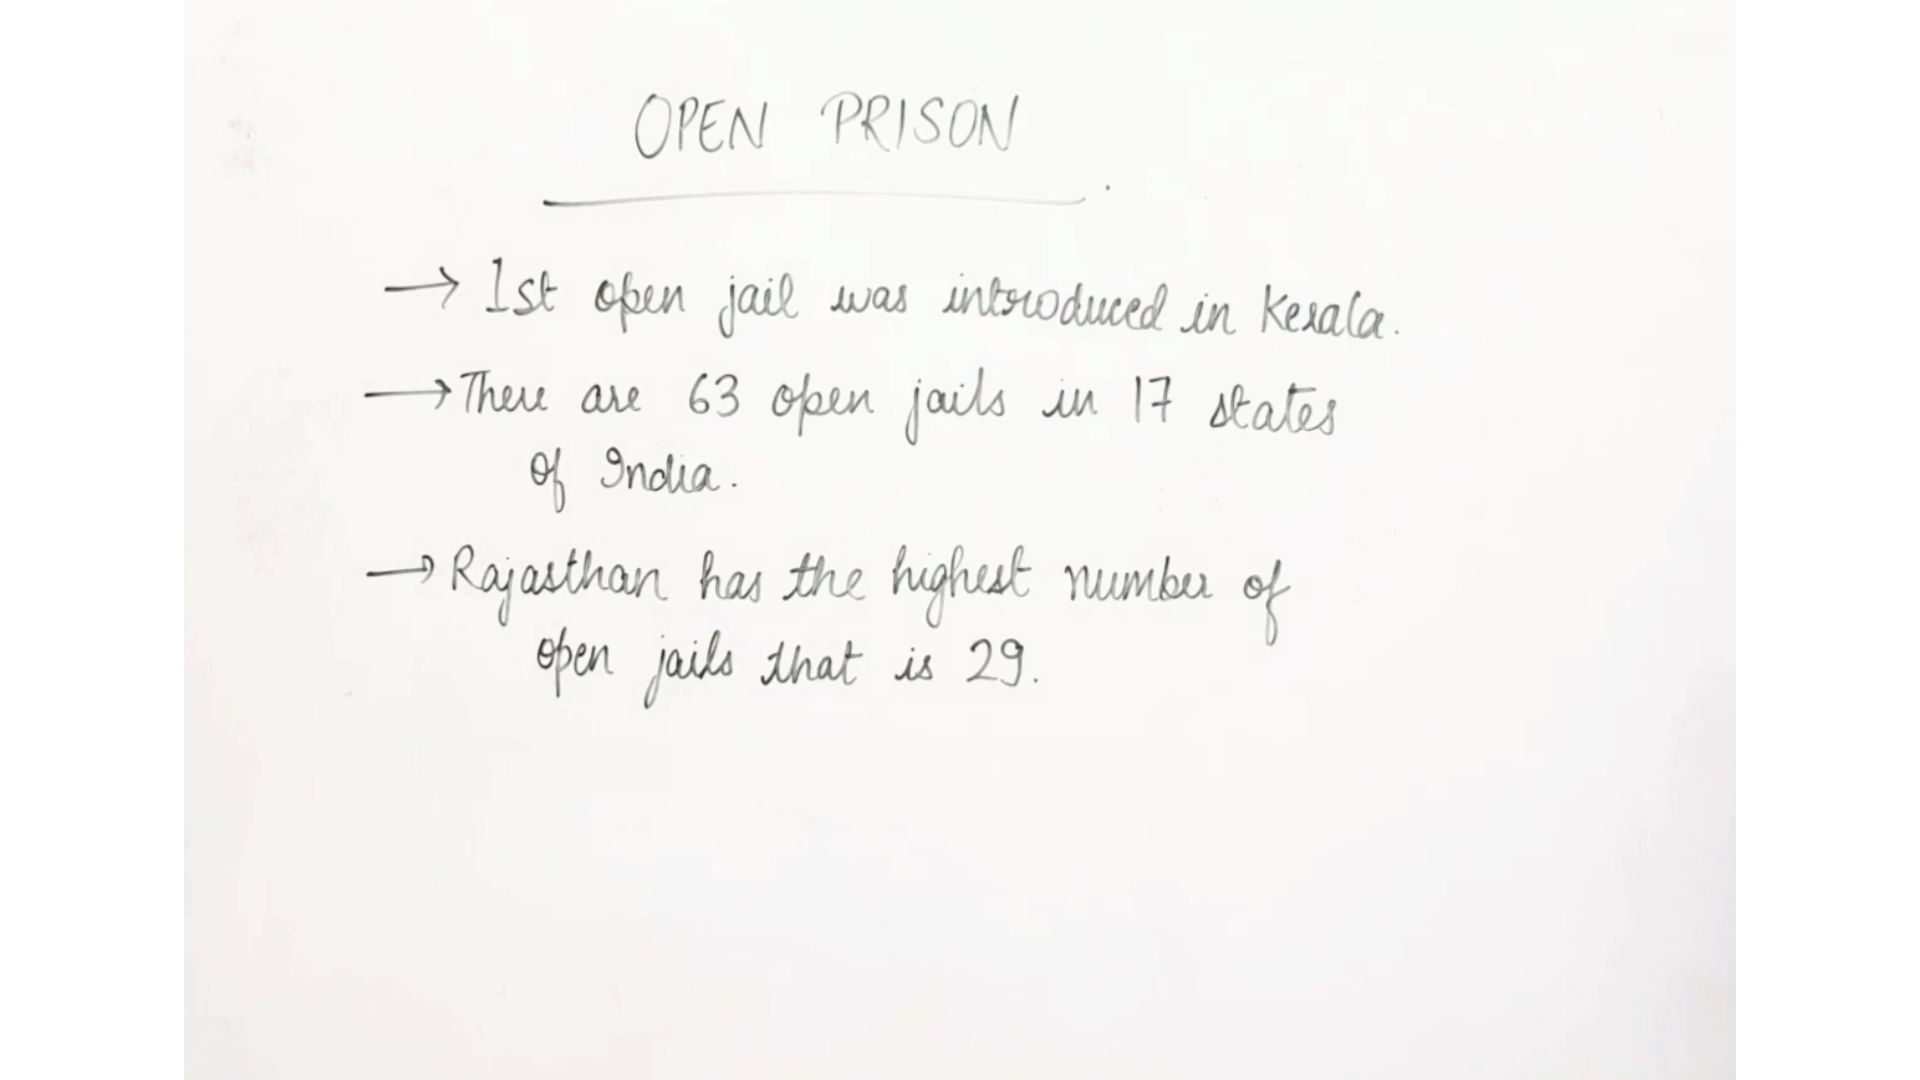 OPEN PRISON
→ 1st open jail was introduced in Kerala.
→ There are 63 open jails in 17 states
of India.
→ Rajasthan has the highest number of
open jails that is 29.